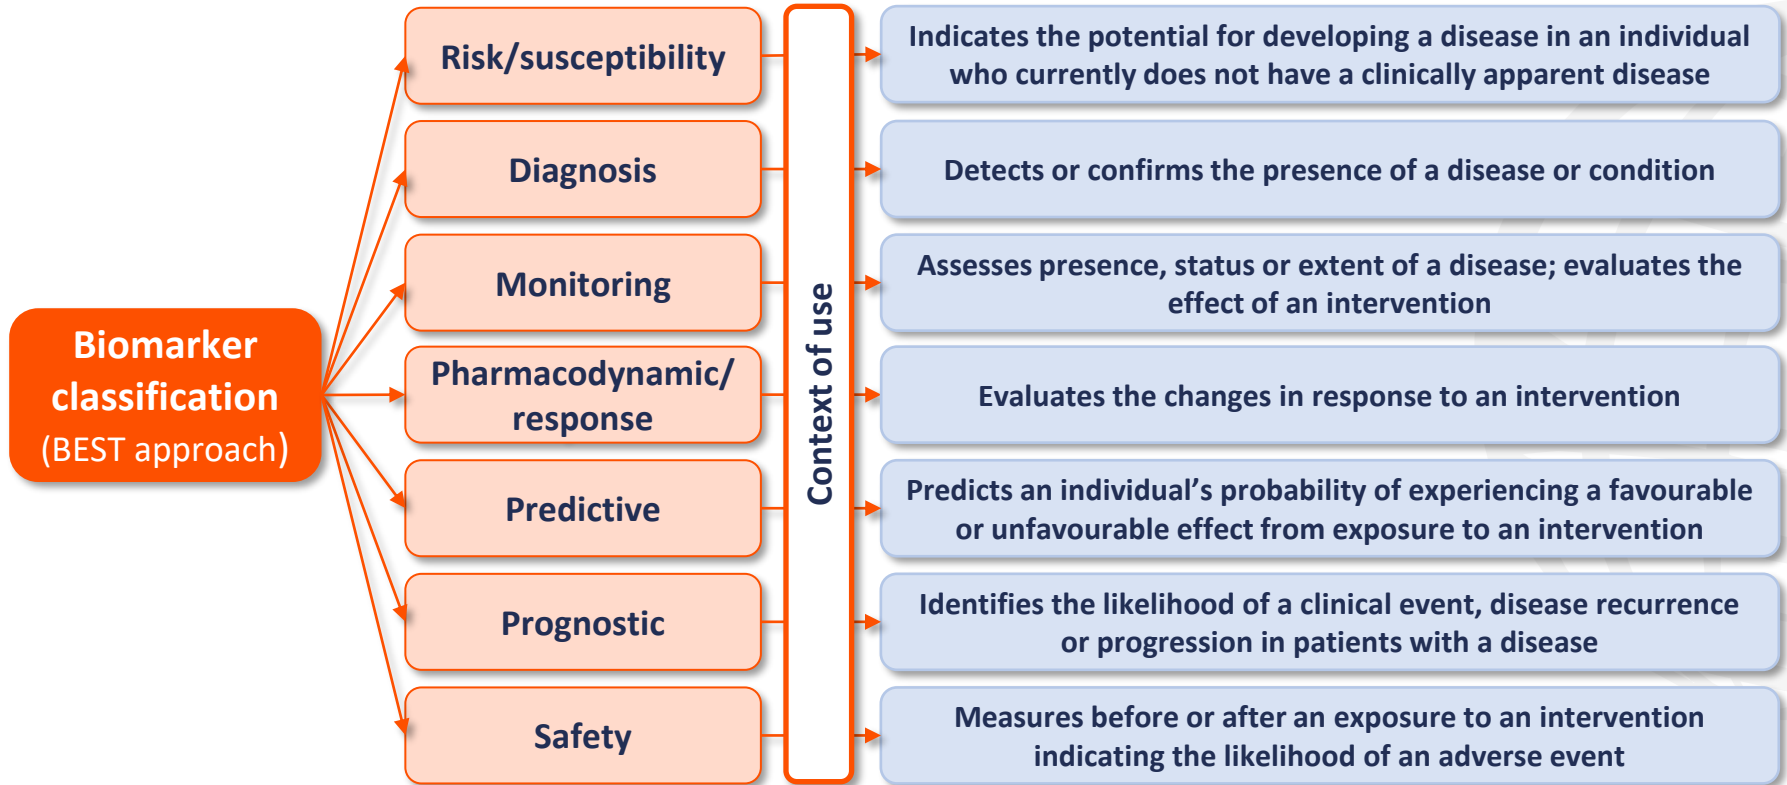 Biomarker
classification
(BEST approach)
Risk/susceptibility
Diagnosis
Monitoring
Pharmacodynamic/
response
Predictive
Prognostic
Safety
Context of use
Indicates the potential for developing a disease in an individual
who currently does not have a clinically apparent disease
Detects or confirms the presence of a disease or condition
Assesses presence, status or extent of a disease; evaluates the
effect of an intervention
Evaluates the changes in response to an intervention
Predicts an individual’s probability of experiencing a favourable
or unfavourable effect from exposure to an intervention
Identifies the likelihood of a clinical event, disease recurrence
or progression in patients with a disease
Measures before or after an exposure to an intervention
indicating the likelihood of an adverse event